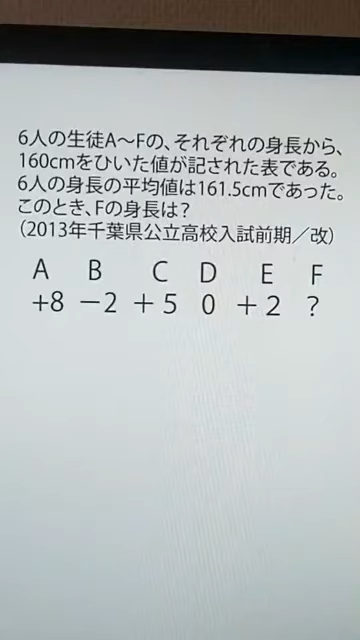 6人の生徒A〜Fの、それぞれの身長から、
160cmをひいた値が記された表である。
6人の身長の平均値は161.5cmであった。
このとき、Fの身長は?
(2013年千葉県公立高校入試前期／改)
A B C D E F
+8 −2 +5 0 +2 ?